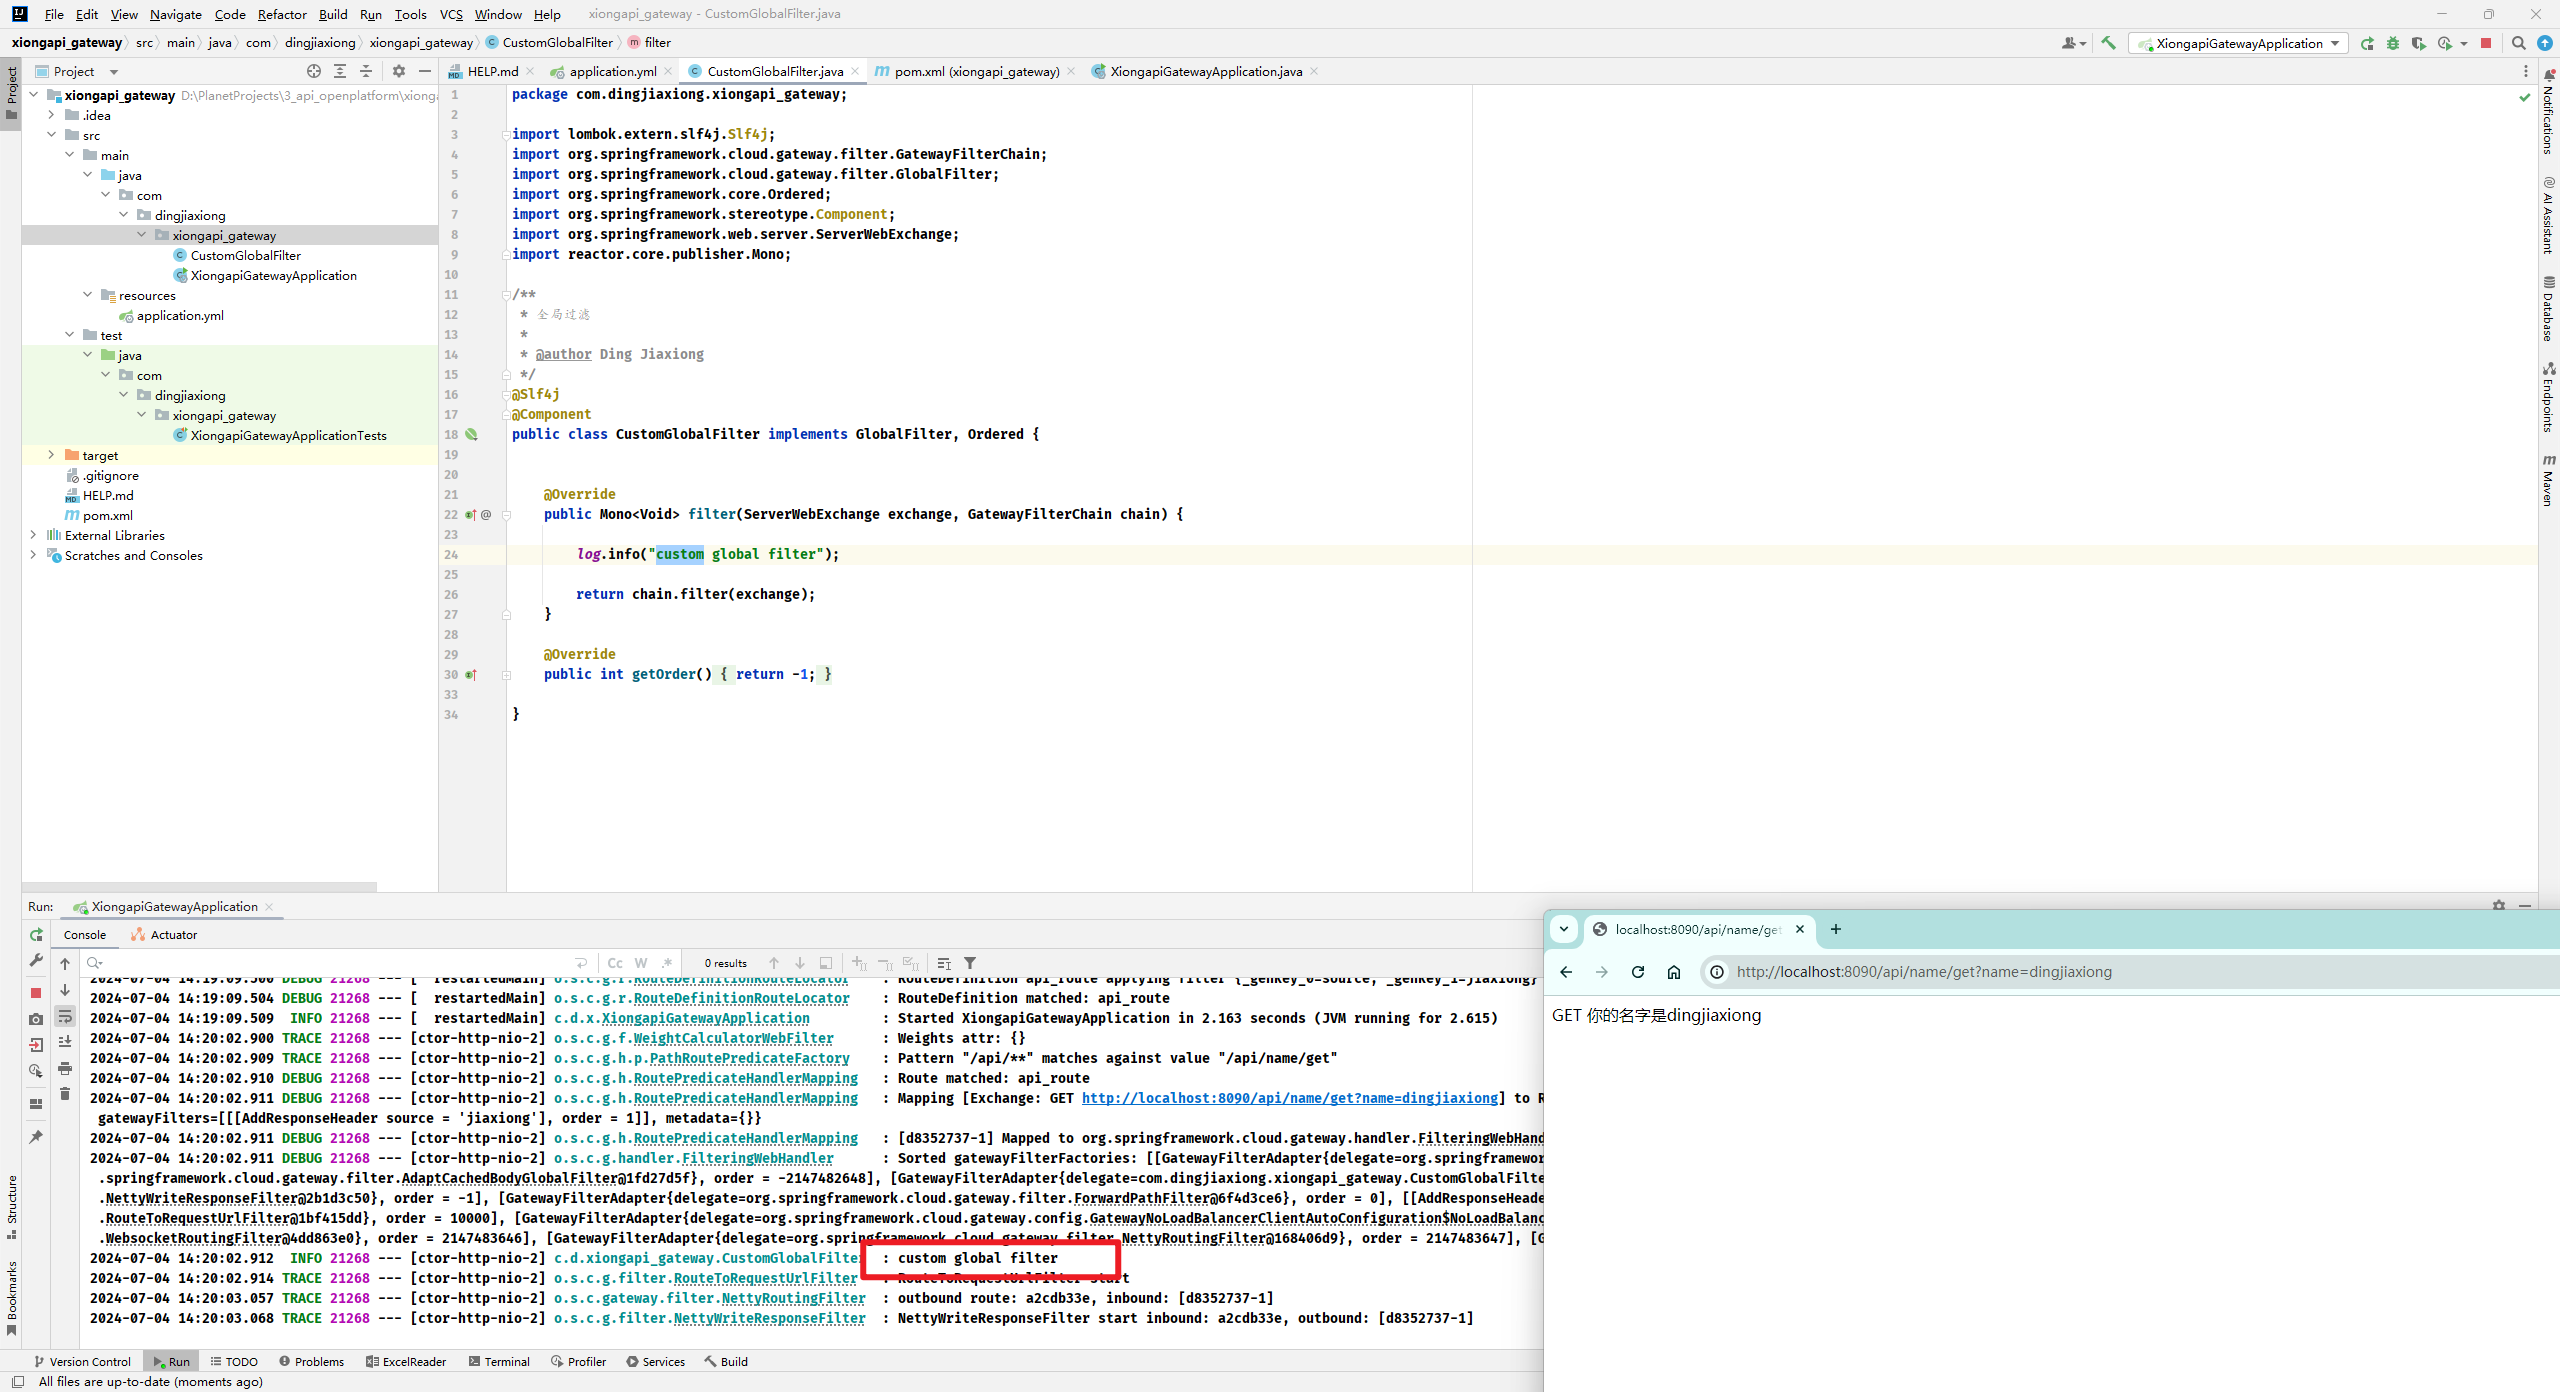 File Edit View Navigate Code Refactor Build Run Tools VCS Window Help xiongapi_gateway - CustomGlobalFilter.java
xiongapi_gateway src main java com dingjiaxiong xiongapi_gateway CustomGlobalFilter filter XiongapiGatewayApplication
Project
HELP.md application.yml CustomGlobalFilter.java pom.xml (xiongapi_gateway) XiongapiGatewayApplication.java
Project
xiongapi_gateway D:\PlanetProjects\3_api_openplatform\xiong
.idea
src
main
java
com
dingjiaxiong
xiongapi_gateway
CustomGlobalFilter
XiongapiGatewayApplication
resources
application.yml
test
java
com
dingjiaxiong
xiongapi_gateway
XiongapiGatewayApplicationTests
target
.gitignore
HELP.md
pom.xml
External Libraries
Scratches and Consoles
1 package com.dingjiaxiong.xiongapi_gateway;
2
3 import lombok.extern.slf4j.Slf4j;
4 import org.springframework.cloud.gateway.filter.GatewayFilterChain;
5 import org.springframework.cloud.gateway.filter.GlobalFilter;
6 import org.springframework.core.Ordered;
7 import org.springframework.stereotype.Component;
8 import org.springframework.web.server.ServerWebExchange;
9 import reactor.core.publisher.Mono;
10
11 /**
12 * 全局过滤
13 *
14 * @author Ding Jiaxiong
15 */
16 @Slf4j
17 @Component
18 public class CustomGlobalFilter implements GlobalFilter, Ordered {
19
20
21 @Override
22 public Mono<Void> filter(ServerWebExchange exchange, GatewayFilterChain chain) {
23
24 log.info("custom global filter");
25
26 return chain.filter(exchange);
27 }
28
29 @Override
30 public int getOrder() { return -1; }
33
34 }
Notifications
AI Assistant
Database
Endpoints
Maven
Run: XiongapiGatewayApplication
Console Actuator
Cc W .* 0 results
2024-07-04 14:19:09.500 DEBUG 21268 --- [ restartedMain] o.s.c.g.r.RouteDefinitionRouteLocator : RouteDefinition api_route applying filter {_genkey_0=source, _genkey_1=jiaxiong}
2024-07-04 14:19:09.504 DEBUG 21268 --- [ restartedMain] o.s.c.g.r.RouteDefinitionRouteLocator : RouteDefinition matched: api_route
2024-07-04 14:19:09.509 INFO 21268 --- [ restartedMain] c.d.x.XiongapiGatewayApplication : Started XiongapiGatewayApplication in 2.163 seconds (JVM running for 2.615)
2024-07-04 14:20:02.900 TRACE 21268 --- [ctor-http-nio-2] o.s.c.g.f.WeightCalculatorWebFilter : Weights attr: {}
2024-07-04 14:20:02.909 TRACE 21268 --- [ctor-http-nio-2] o.s.c.g.h.p.PathRoutePredicateFactory : Pattern "/api/**" matches against value "/api/name/get"
2024-07-04 14:20:02.910 DEBUG 21268 --- [ctor-http-nio-2] o.s.c.g.h.RoutePredicateHandlerMapping : Route matched: api_route
2024-07-04 14:20:02.911 DEBUG 21268 --- [ctor-http-nio-2] o.s.c.g.h.RoutePredicateHandlerMapping : Mapping [Exchange: GET http://localhost:8090/api/name/get?name=dingjiaxiong] to R
gatewayFilters=[[[AddResponseHeader source = 'jiaxiong'], order = 1]], metadata={}}
2024-07-04 14:20:02.911 DEBUG 21268 --- [ctor-http-nio-2] o.s.c.g.h.RoutePredicateHandlerMapping : [d8352737-1] Mapped to org.springframework.cloud.gateway.handler.FilteringWebHand
2024-07-04 14:20:02.911 DEBUG 21268 --- [ctor-http-nio-2] o.s.c.g.handler.FilteringWebHandler : Sorted gatewayFilterFactories: [[GatewayFilterAdapter{delegate=org.springframewor
.springframework.cloud.gateway.filter.AdaptCachedBodyGlobalFilter@1fd27d5f}, order = -2147482648], [GatewayFilterAdapter{delegate=com.dingjiaxiong.xiongapi_gateway.CustomGlobalFilte
.NettyWriteResponseFilter@2b1d3c50}, order = -1], [GatewayFilterAdapter{delegate=org.springframework.cloud.gateway.filter.ForwardPathFilter@6f4d3ce6}, order = 0], [[AddResponseHeade
.RouteToRequestUrlFilter@1bf415dd}, order = 10000], [GatewayFilterAdapter{delegate=org.springframework.cloud.gateway.config.GatewayNoLoadBalancerClientAutoConfiguration$NoLoadBalanc
.WebsocketRoutingFilter@4dd863e0}, order = 2147483646], [GatewayFilterAdapter{delegate=org.springframework.cloud.gateway.filter.NettyRoutingFilter@168406d9}, order = 2147483647], [G
2024-07-04 14:20:02.912 INFO 21268 --- [ctor-http-nio-2] c.d.xiongapi_gateway.CustomGlobalFilter : custom global filter
2024-07-04 14:20:02.914 TRACE 21268 --- [ctor-http-nio-2] o.s.c.g.filter.RouteToRequestUrlFilter : RouteToRequestUrlFilter start
2024-07-04 14:20:03.057 TRACE 21268 --- [ctor-http-nio-2] o.s.c.gateway.filter.NettyRoutingFilter : outbound route: a2cdb33e, inbound: [d8352737-1]
2024-07-04 14:20:03.068 TRACE 21268 --- [ctor-http-nio-2] o.s.c.g.filter.NettyWriteResponseFilter : NettyWriteResponseFilter start inbound: a2cdb33e, outbound: [d8352737-1]
Structure
Bookmarks
localhost:8090/api/name/get
http://localhost:8090/api/name/get?name=dingjiaxiong
GET 你的名字是dingjiaxiong
Version Control Run TODO Problems ExcelReader Terminal Profiler Services Build
All files are up-to-date (moments ago)